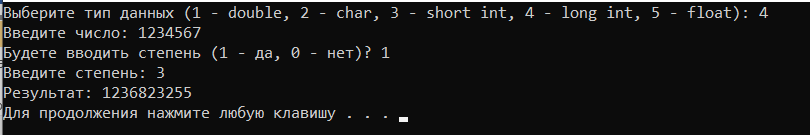 Выберите тип данных (1 - double, 2 - char, 3 - short int, 4 - long int, 5 - float): 4
Введите число: 1234567
Будете вводить степень (1 - да, 0 - нет)? 1
Введите степень: 3
Результат: 1236823255
Для продолжения нажмите любую клавишу . . .